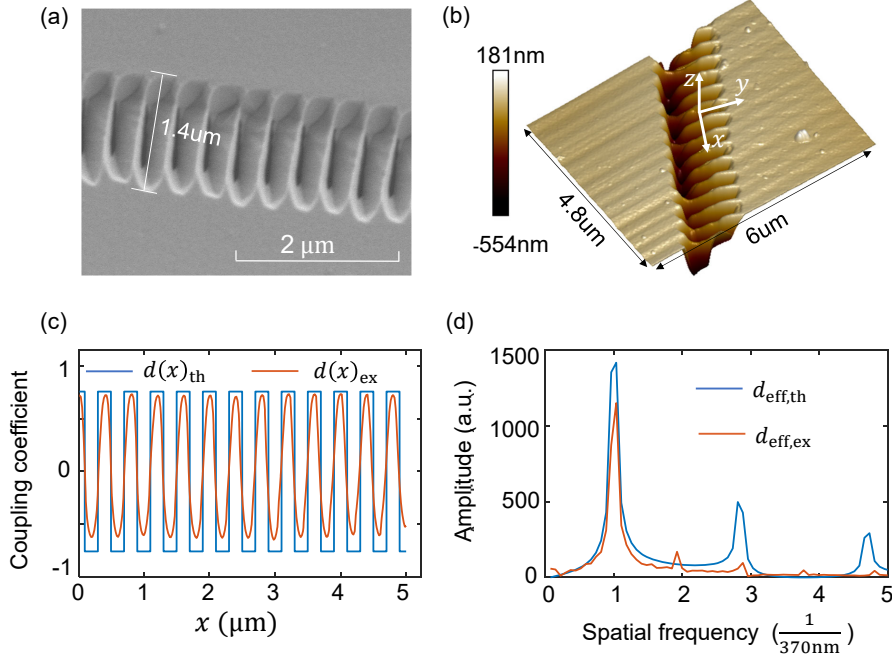 (a)
1.4um
2 μm
(b)
181nm
-554nm
z
y
x
4.8um
6um
(c)
Coupling coefficient
1
0
-1
d(x)th
d(x)ex
0
1
2
3
4
5
x (μm)
(d)
Amplitude (a.u.)
1500
1000
500
0
deff,th
deff,ex
1
2
3
4
5
Spatial frequency (1/370nm)